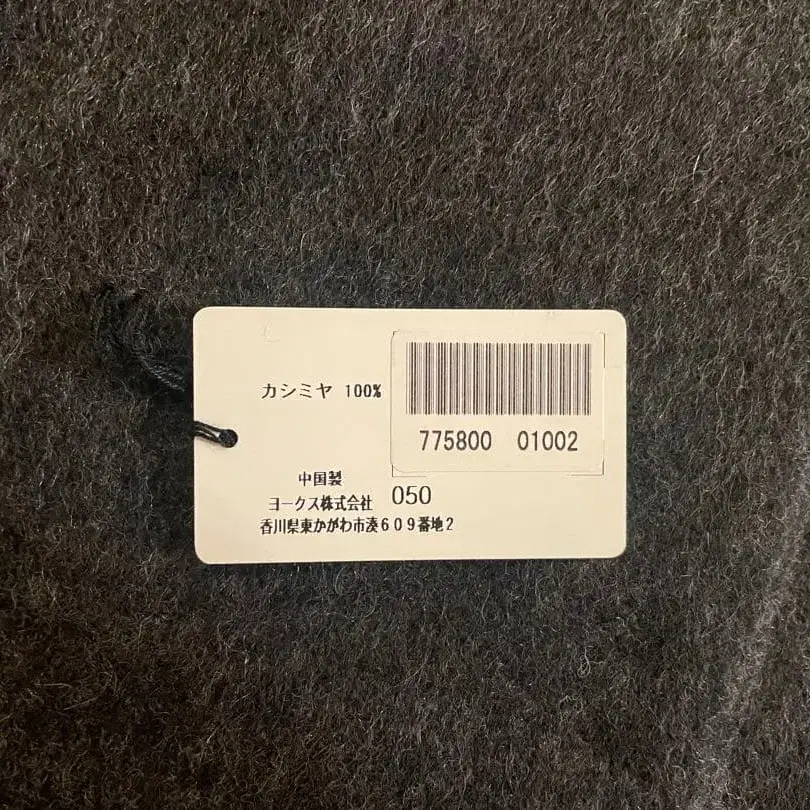 カシミヤ 100%
775800 01002
中国製
ヨークス株式会社 050
香川県東かがわ市湊609番地2